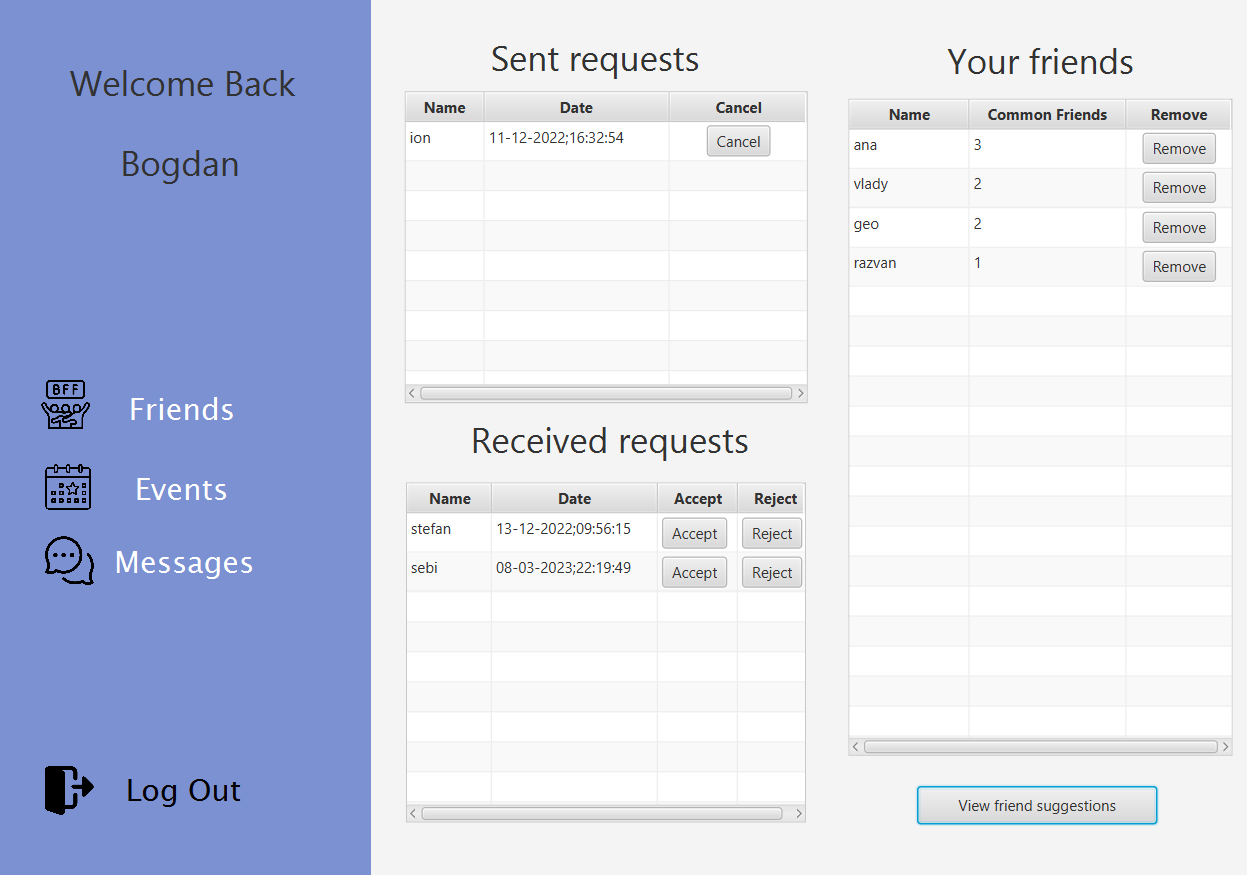 Welcome Back
Bogdan
BFF
Friends
Events
Messages
Log Out
Sent requests
Name Date Cancel
ion 11-12-2022;16:32:54 Cancel
Received requests
Name Date Accept Reject
stefan 13-12-2022;09:56:15 Accept Reject
sebi 08-03-2023;22:19:49 Accept Reject
Your friends
Name Common Friends Remove
ana 3 Remove
vlady 2 Remove
geo 2 Remove
razvan 1 Remove
View friend suggestions